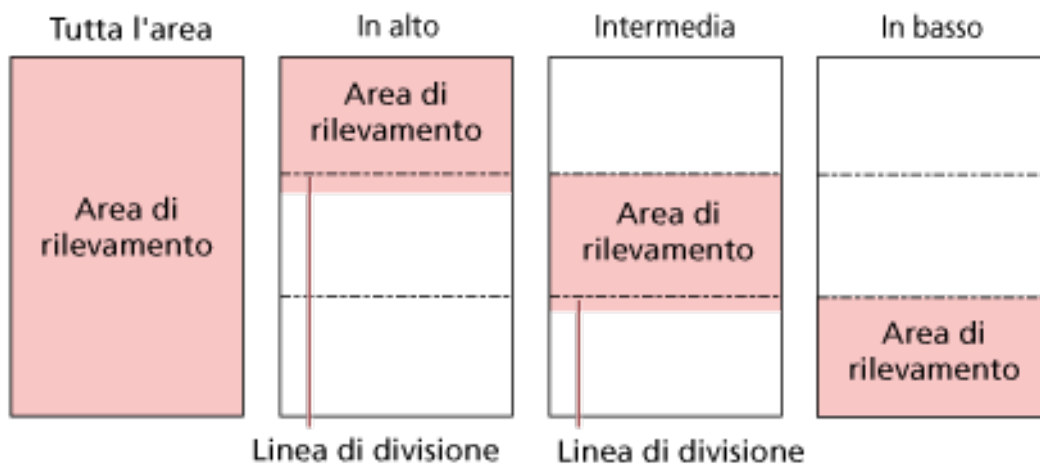 Tutta l'area
In alto
Intermedia
In basso
Area di
rilevamento
Area di
rilevamento
Area di
rilevamento
Area di
rilevamento
Linea di divisione
Linea di divisione